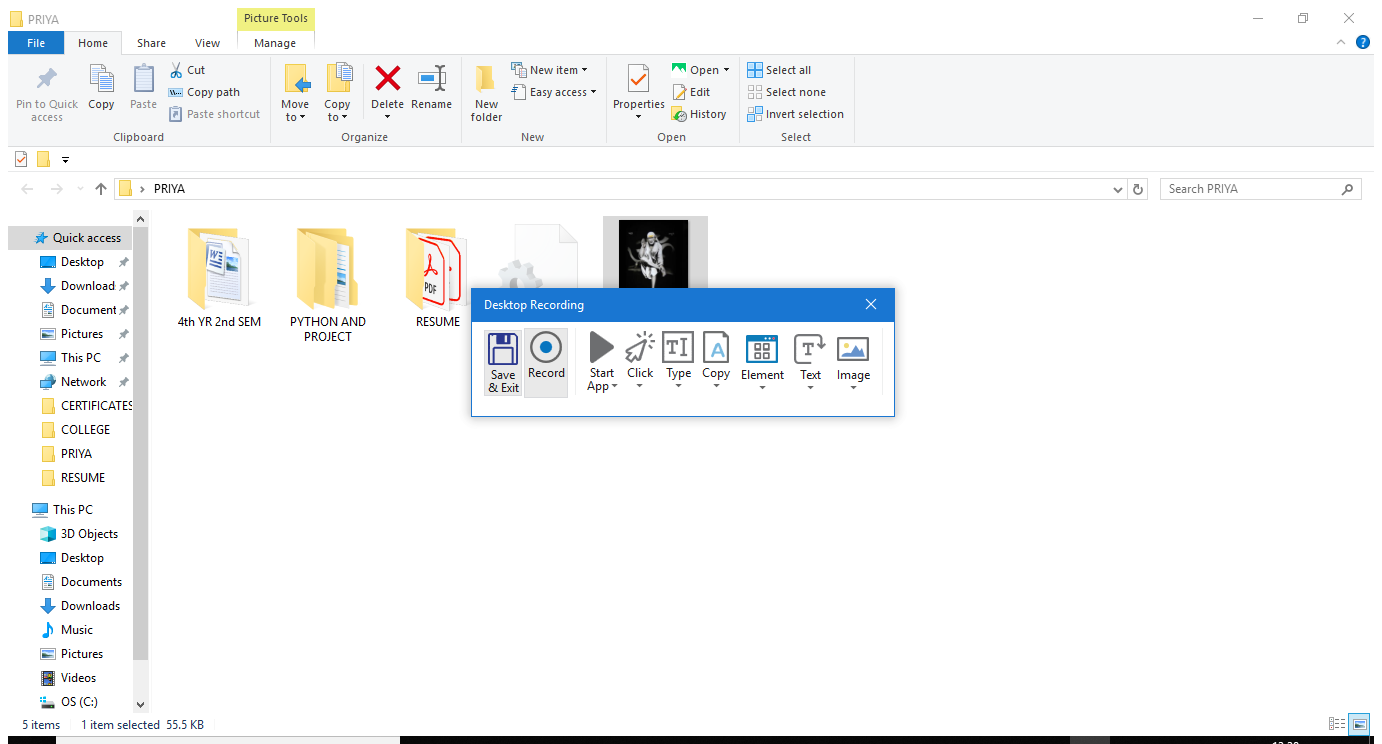 PRIYA
Picture Tools
File
Home
Share
View
Manage
Pin to Quick
access
Copy
Paste
Cut
Copy path
Paste shortcut
Clipboard
Move
to
Copy
to
Delete
Rename
Organize
New
folder
New item
Easy access
New
Properties
Open
Edit
History
Open
Select all
Select none
Invert selection
Select
PRIYA
Search PRIYA
Quick access
Desktop
Download
Document
Pictures
This PC
Network
CERTIFICATES
COLLEGE
PRIYA
RESUME
This PC
3D Objects
Desktop
Documents
Downloads
Music
Pictures
Videos
OS (C:)
W
4th YR 2nd SEM
PYTHON AND
PROJECT
PDF
RESUME
Desktop Recording
Save
& Exit
Record
Start
App
Click
Type
Copy
Element
Text
Image
5 items
1 item selected 55.5 KB